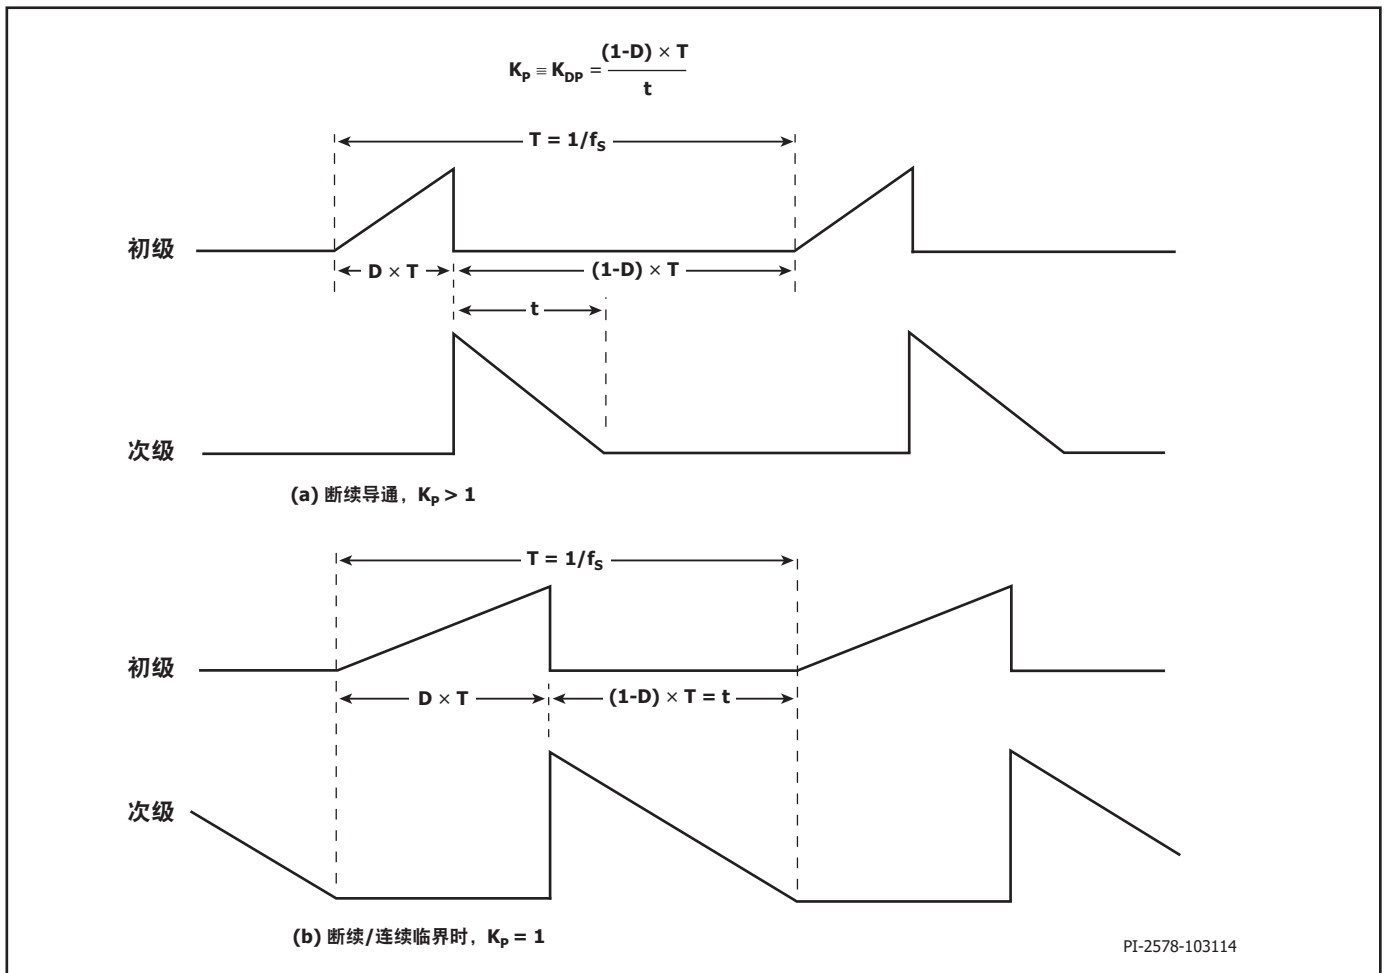 K_P ≡ K_DP = (1-D) × T / t
T = 1/f_S
初级
D × T
(1-D) × T
t
次级
(a) 断续导通，K_P > 1
T = 1/f_S
初级
D × T
(1-D) × T = t
次级
(b) 断续/连续临界时，K_P = 1
PI-2578-103114